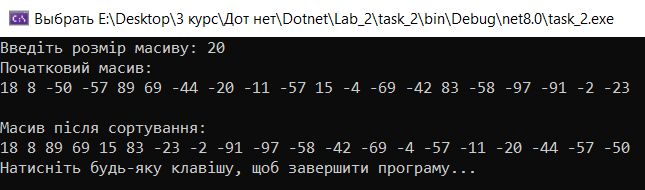 Выбрать E:\Desktop\3 курс\Дот нет\Dotnet\Lab_2\task_2\bin\Debug\net8.0\task_2.exe
Введіть розмір масиву: 20
Початковий масив:
18 8 -50 -57 89 69 -44 -20 -11 -57 15 -4 -69 -42 83 -58 -97 -91 -2 -23
Масив після сортування:
18 8 89 69 15 83 -23 -2 -91 -97 -58 -42 -69 -4 -57 -11 -20 -44 -57 -50
Натисніть будь-яку клавішу, щоб завершити програму...